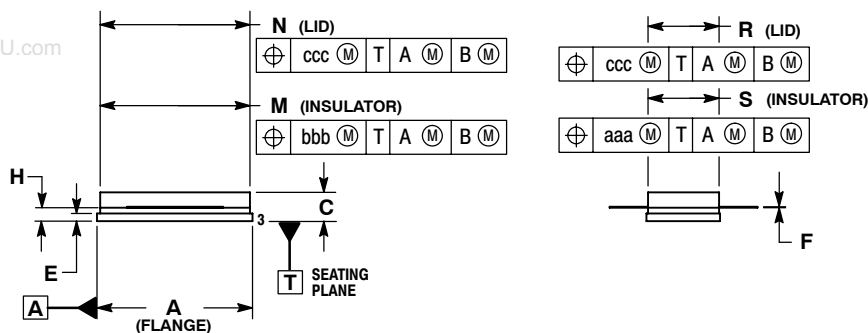 N (LID)
⌖ ccc Ⓜ T A Ⓜ B Ⓜ
U.com
M (INSULATOR)
⌖ bbb Ⓜ T A Ⓜ B Ⓜ
H
C
3
E
T SEATING
PLANE
A
A
(FLANGE)
R (LID)
⌖ ccc Ⓜ T A Ⓜ B Ⓜ
S (INSULATOR)
⌖ aaa Ⓜ T A Ⓜ B Ⓜ
F